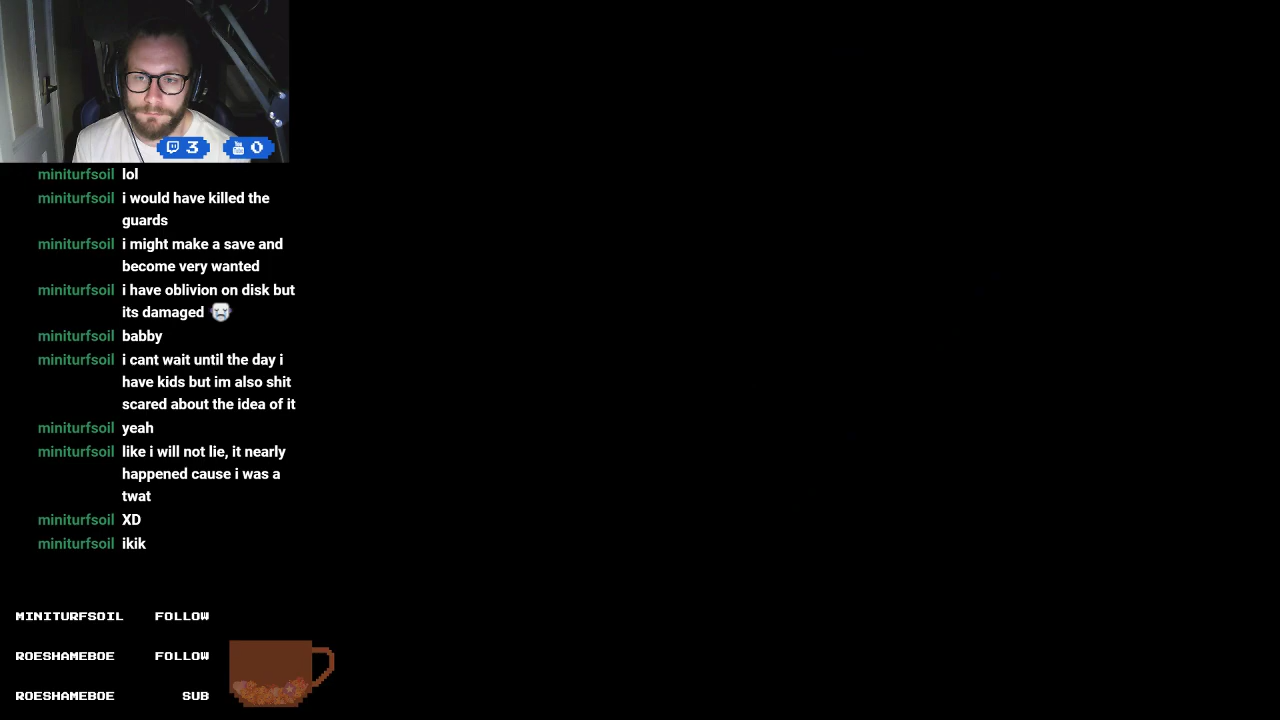 3 0
miniturfsoil lol
miniturfsoil i would have killed the
guards
miniturfsoil i might make a save and
become very wanted
miniturfsoil i have oblivion on disk but
its damaged
miniturfsoil babby
miniturfsoil i cant wait until the day i
have kids but im also shit
scared about the idea of it
miniturfsoil yeah
miniturfsoil like i will not lie, it nearly
happened cause i was a
twat
miniturfsoil XD
miniturfsoil ikik
MINITURFSOIL FOLLOW
ROESHAMEBOE FOLLOW
ROESHAMEBOE SUB